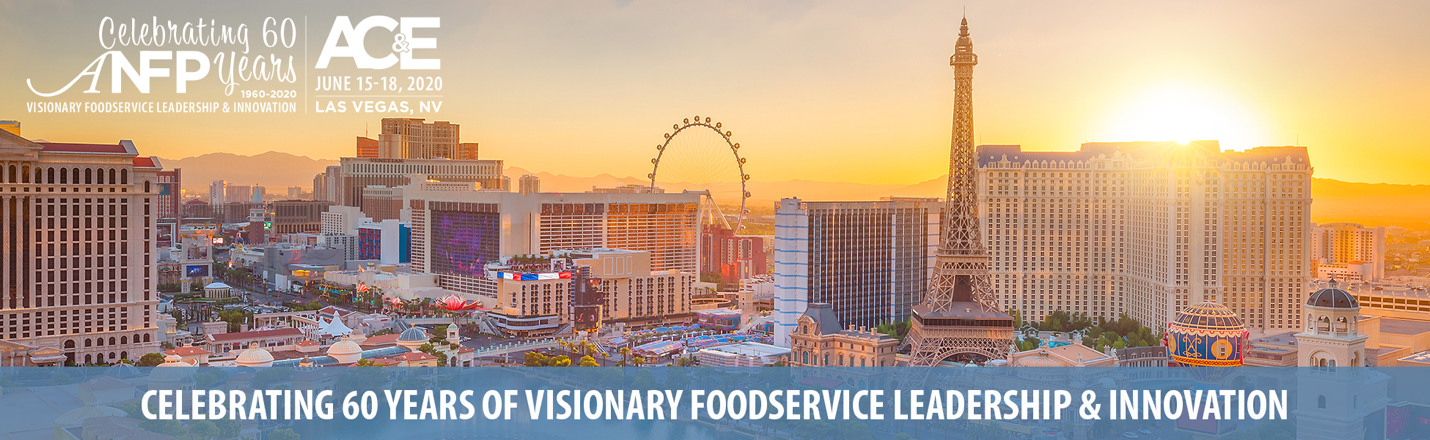 Celebrating 60
ANFP Years
1960-2020
VISIONARY FOODSERVICE LEADERSHIP & INNOVATION
AC&E
JUNE 15-18, 2020
LAS VEGAS, NV
CELEBRATING 60 YEARS OF VISIONARY FOODSERVICE LEADERSHIP & INNOVATION